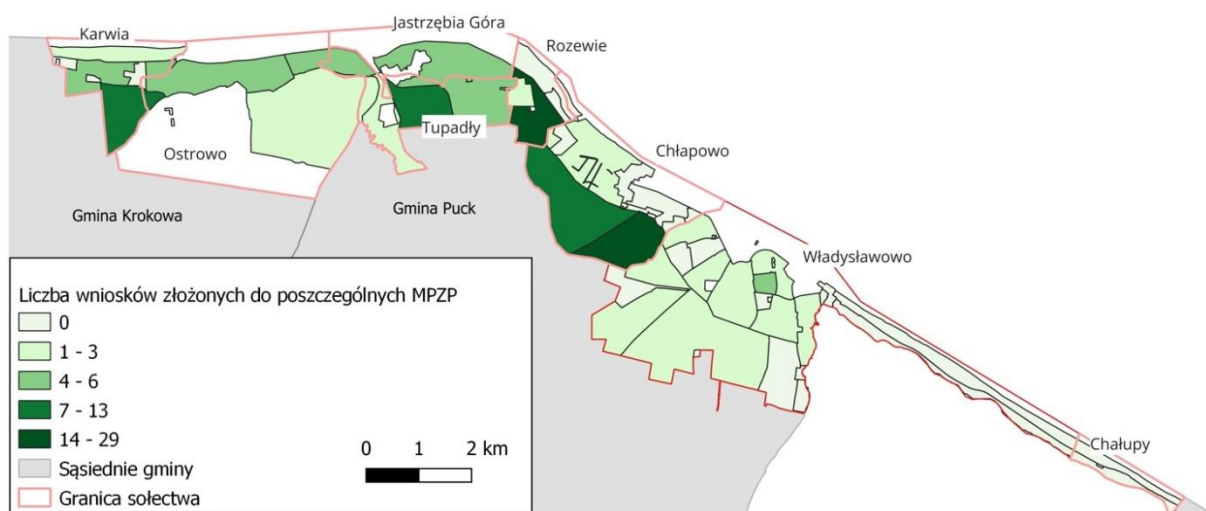 Karwia
Jastrzębia Góra
Rozewie
Tupadły
Chłapowo
Ostrowo
Gmina Krokowa
Gmina Puck
Władysławowo
Chałupy
Liczba wniosków złożonych do poszczególnych MPZP
0
1 - 3
4 - 6
7 - 13
14 - 29
Sąsiednie gminy
Granica sołectwa
0 1 2 km